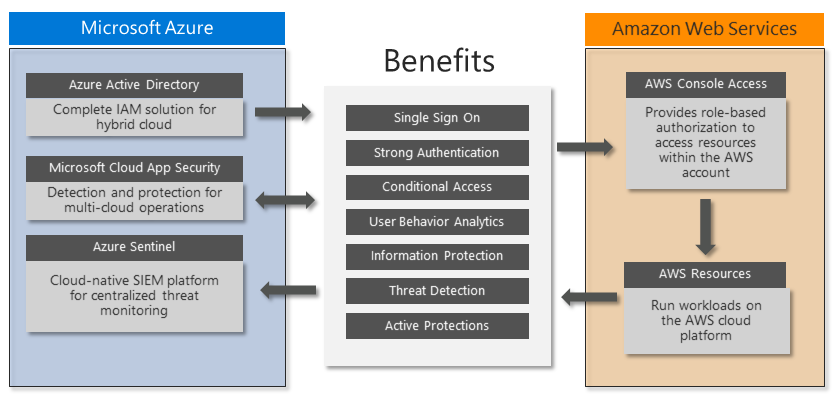 Microsoft Azure
Azure Active Directory
Complete IAM solution for
hybrid cloud
Microsoft Cloud App Security
Detection and protection for
multi-cloud operations
Azure Sentinel
Cloud-native SIEM platform
for centralized threat
monitoring
Benefits
Single Sign On
Strong Authentication
Conditional Access
User Behavior Analytics
Information Protection
Threat Detection
Active Protections
Amazon Web Services
AWS Console Access
Provides role-based
authorization to
access resources
within the AWS
account
AWS Resources
Run workloads on
the AWS cloud
platform